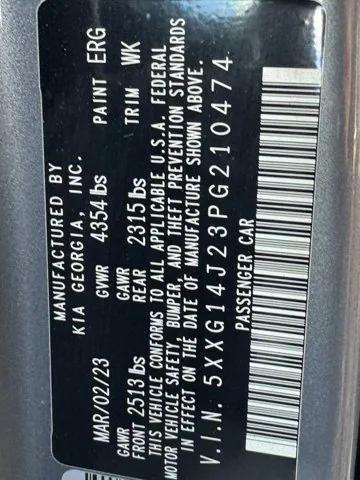 MANUFACTURED BY
KIA GEORGIA, INC.
MAR/02/23 GVWR 4354 lbs PAINT ERG
GAWR FRONT 2513 lbs GAWR REAR 2315 lbs TRIM WK
THIS VEHICLE CONFORMS TO ALL APPLICABLE U.S.A. FEDERAL
MOTOR VEHICLE SAFETY, BUMPER, AND THEFT PREVENTION STANDARDS
IN EFFECT ON THE DATE OF MANUFACTURE SHOWN ABOVE.
V.I.N. 5XXG14J23PG210474
PASSENGER CAR